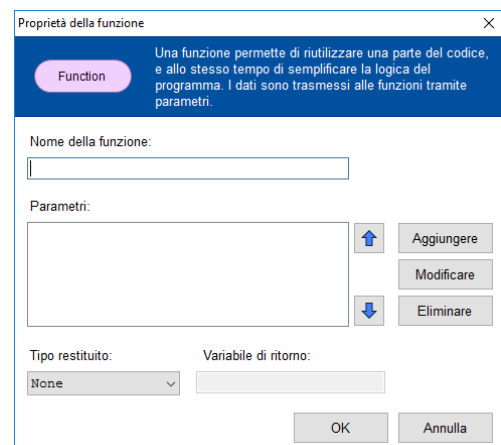 Proprietà della funzione
Function
Una funzione permette di riutilizzare una parte del codice,
e allo stesso tempo di semplificare la logica del
programma. I dati sono trasmessi alle funzioni tramite
parametri.
Nome della funzione:
Parametri:
Aggiungere
Modificare
Eliminare
Tipo restituito:
Variabile di ritorno:
None
OK
Annulla